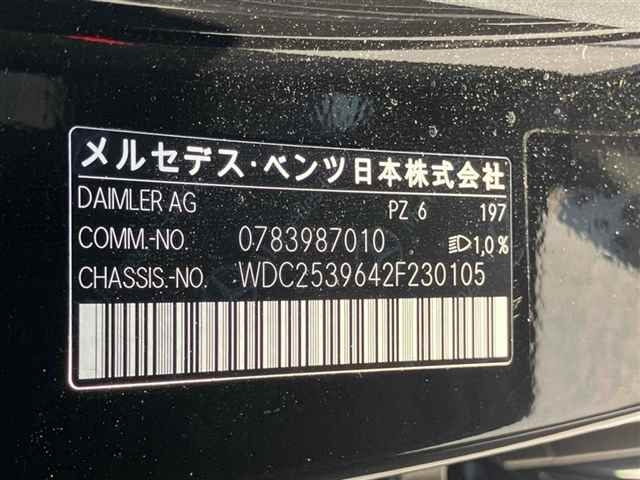 メルセデス・ベンツ日本株式会社
DAIMLER AG PZ 6 197
COMM.-NO. 0783987010 1,0%
CHASSIS.-NO. WDC2539642F230105